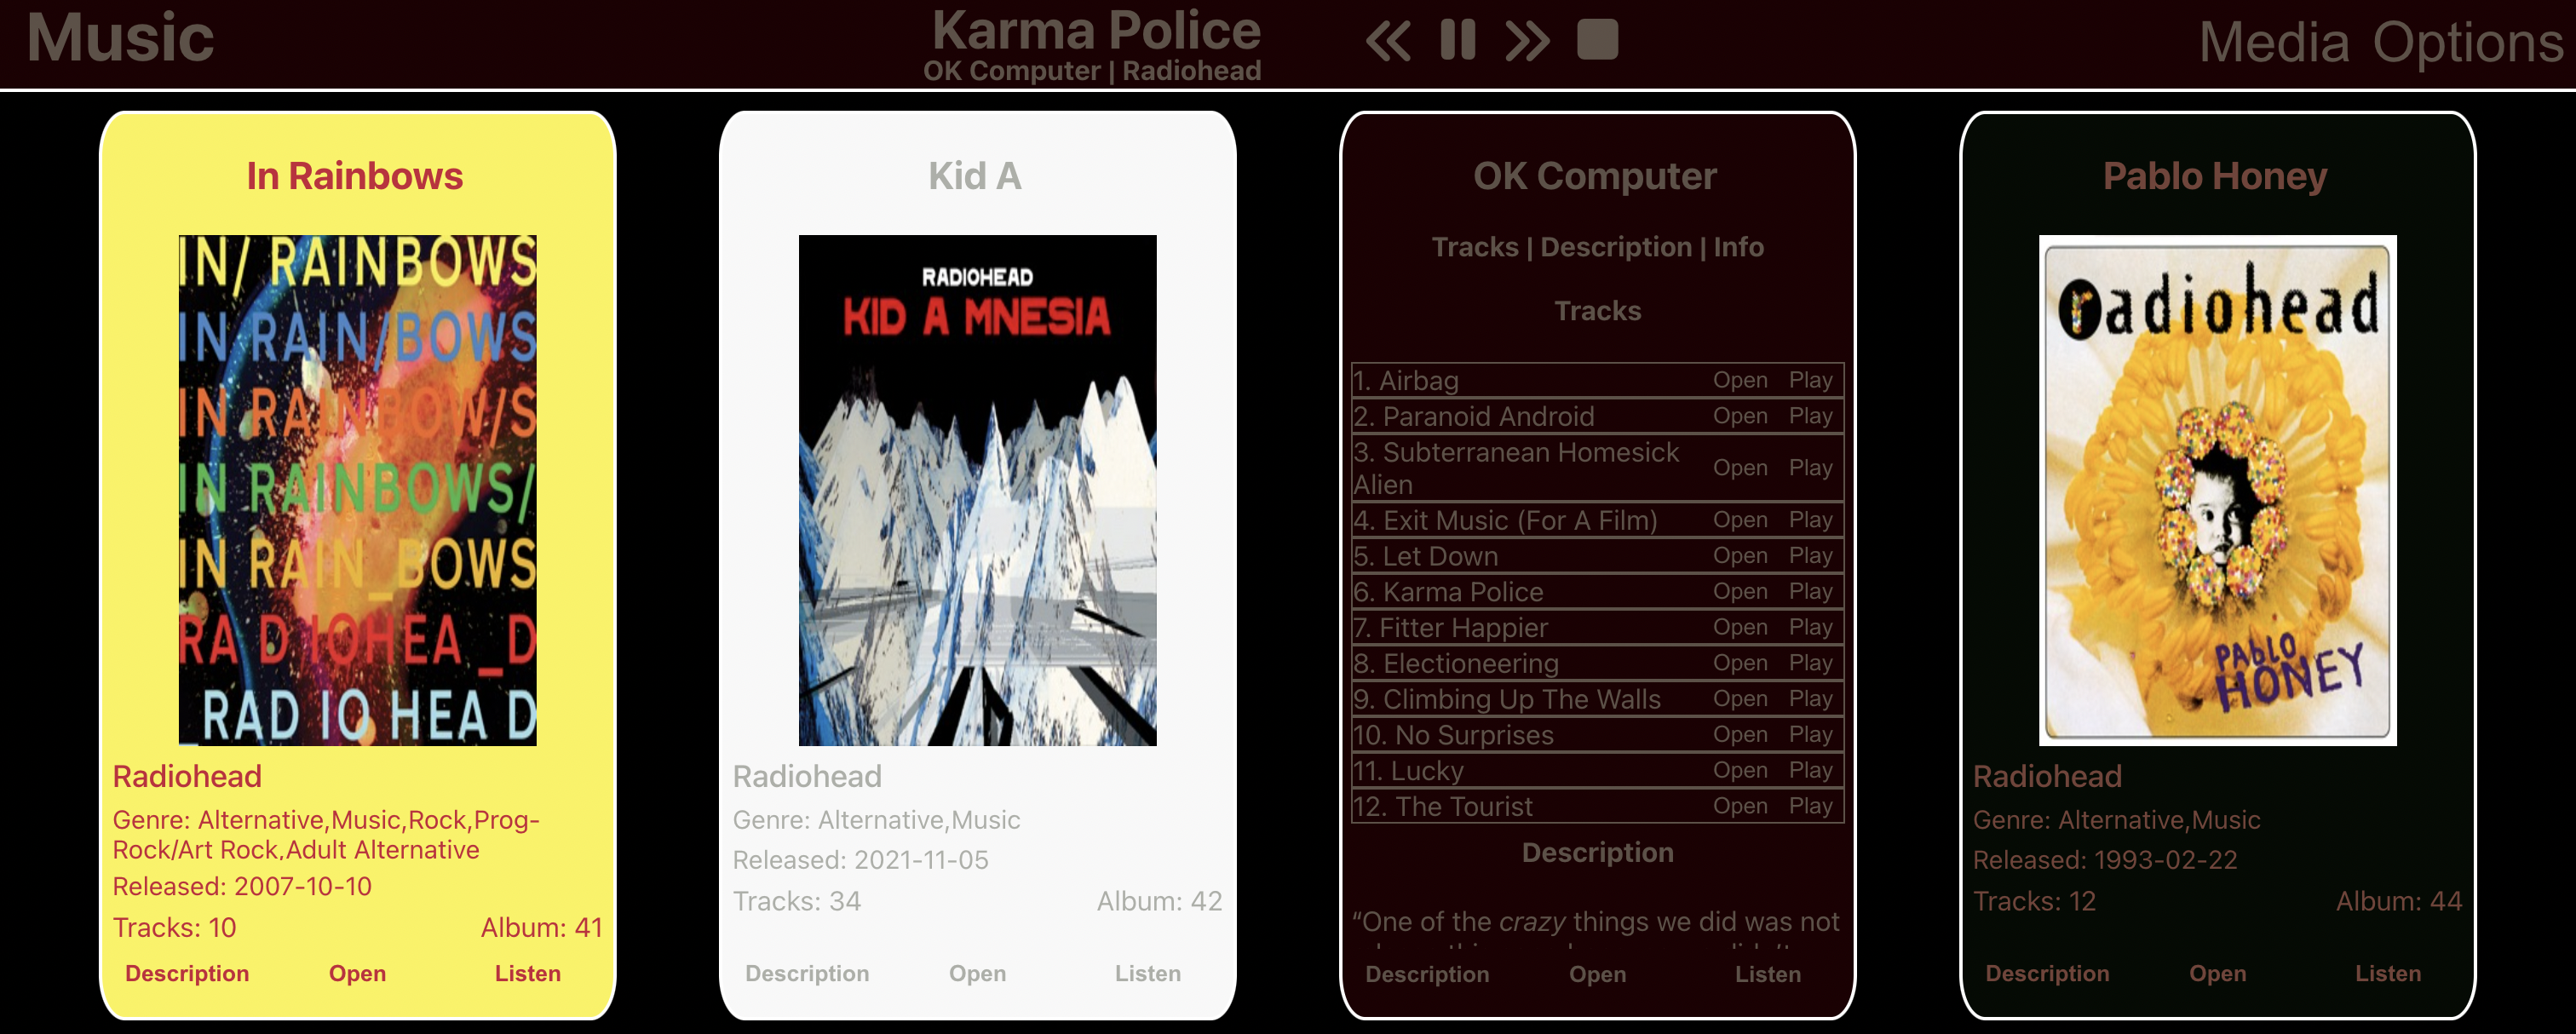 Music
Karma Police
OK Computer | Radiohead
Media Options
In Rainbows
IN/ RAINBOWS
IN RAIN/BOWS
IN RAINBOW/S
IN RAINBOWS/
IN RAIN_BOWS
RA D IOHEA _D
_RAD IO HEA D
Radiohead
Genre: Alternative,Music,Rock,Prog-
Rock/Art Rock,Adult Alternative
Released: 2007-10-10
Tracks: 10 Album: 41
Description Open Listen
Kid A
RADIOHEAD
KID A MNESIA
Radiohead
Genre: Alternative,Music
Released: 2021-11-05
Tracks: 34 Album: 42
Description Open Listen
OK Computer
Tracks | Description | Info
Tracks
1. Airbag Open Play
2. Paranoid Android Open Play
3. Subterranean Homesick
Alien Open Play
4. Exit Music (For A Film) Open Play
5. Let Down Open Play
6. Karma Police Open Play
7. Fitter Happier Open Play
8. Electioneering Open Play
9. Climbing Up The Walls Open Play
10. No Surprises Open Play
11. Lucky Open Play
12. The Tourist Open Play
Description
“One of the crazy things we did was not
Description Open Listen
Pablo Honey
radiohead
PABLO
HONEY
Radiohead
Genre: Alternative,Music
Released: 1993-02-22
Tracks: 12 Album: 44
Description Open Listen